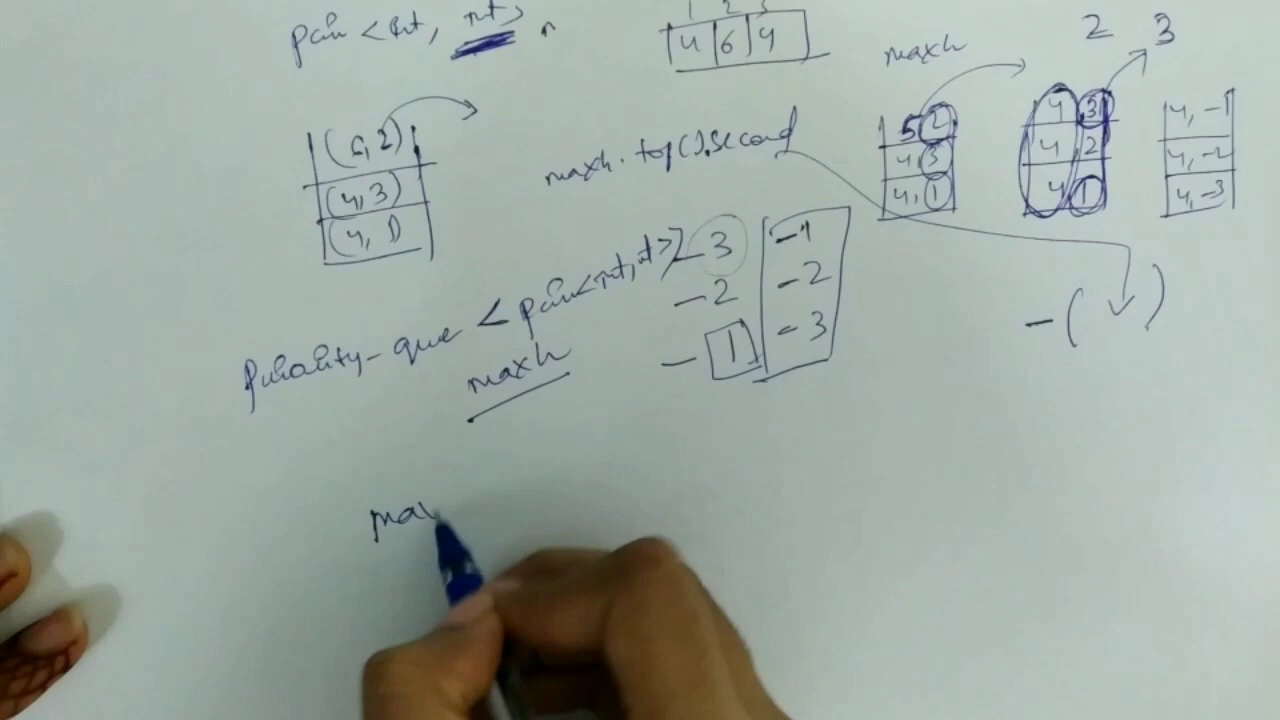 pair <int, int>
1 2 3
4 6 4
maxh
2 3
(6, 2)
(4, 3)
(4, 1)
maxh.top().second
5 2
4, 3
4, 1
4 3
4 2
4 1
4, -1
4, -2
4, -3
priority-que < pair<int, int>>
maxh
-3 -1
-2 -2
-1 -3
-( )
max